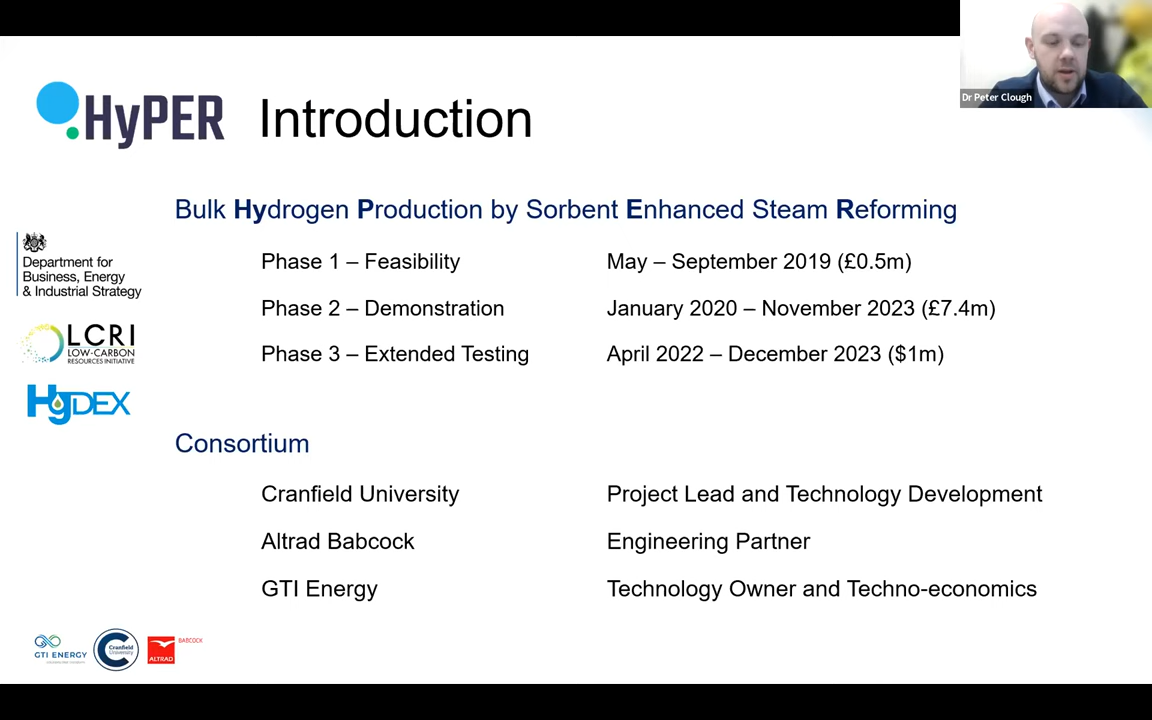 HyPER
Introduction
Dr Peter Clough
Bulk Hydrogen Production by Sorbent Enhanced Steam Reforming
Department for
Business, Energy
& Industrial Strategy
Phase 1 – Feasibility
May – September 2019 (£0.5m)
Phase 2 – Demonstration
January 2020 – November 2023 (£7.4m)
LCRI
LOW-CARBON
RESOURCES INITIATIVE
Phase 3 – Extended Testing
April 2022 – December 2023 ($1m)
HyDEX
Consortium
Cranfield University
Project Lead and Technology Development
Altrad Babcock
Engineering Partner
GTI Energy
Technology Owner and Techno-economics
GTI ENERGY
Cranfield
University
BABCOCK
ALTRAD